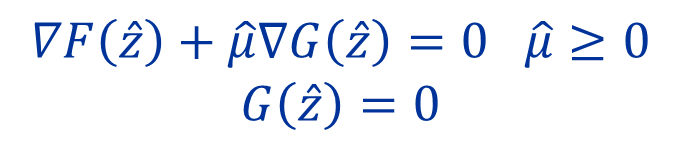 ∇F(ẑ) + μ̂∇G(ẑ) = 0   μ̂ ≥ 0
G(ẑ) = 0